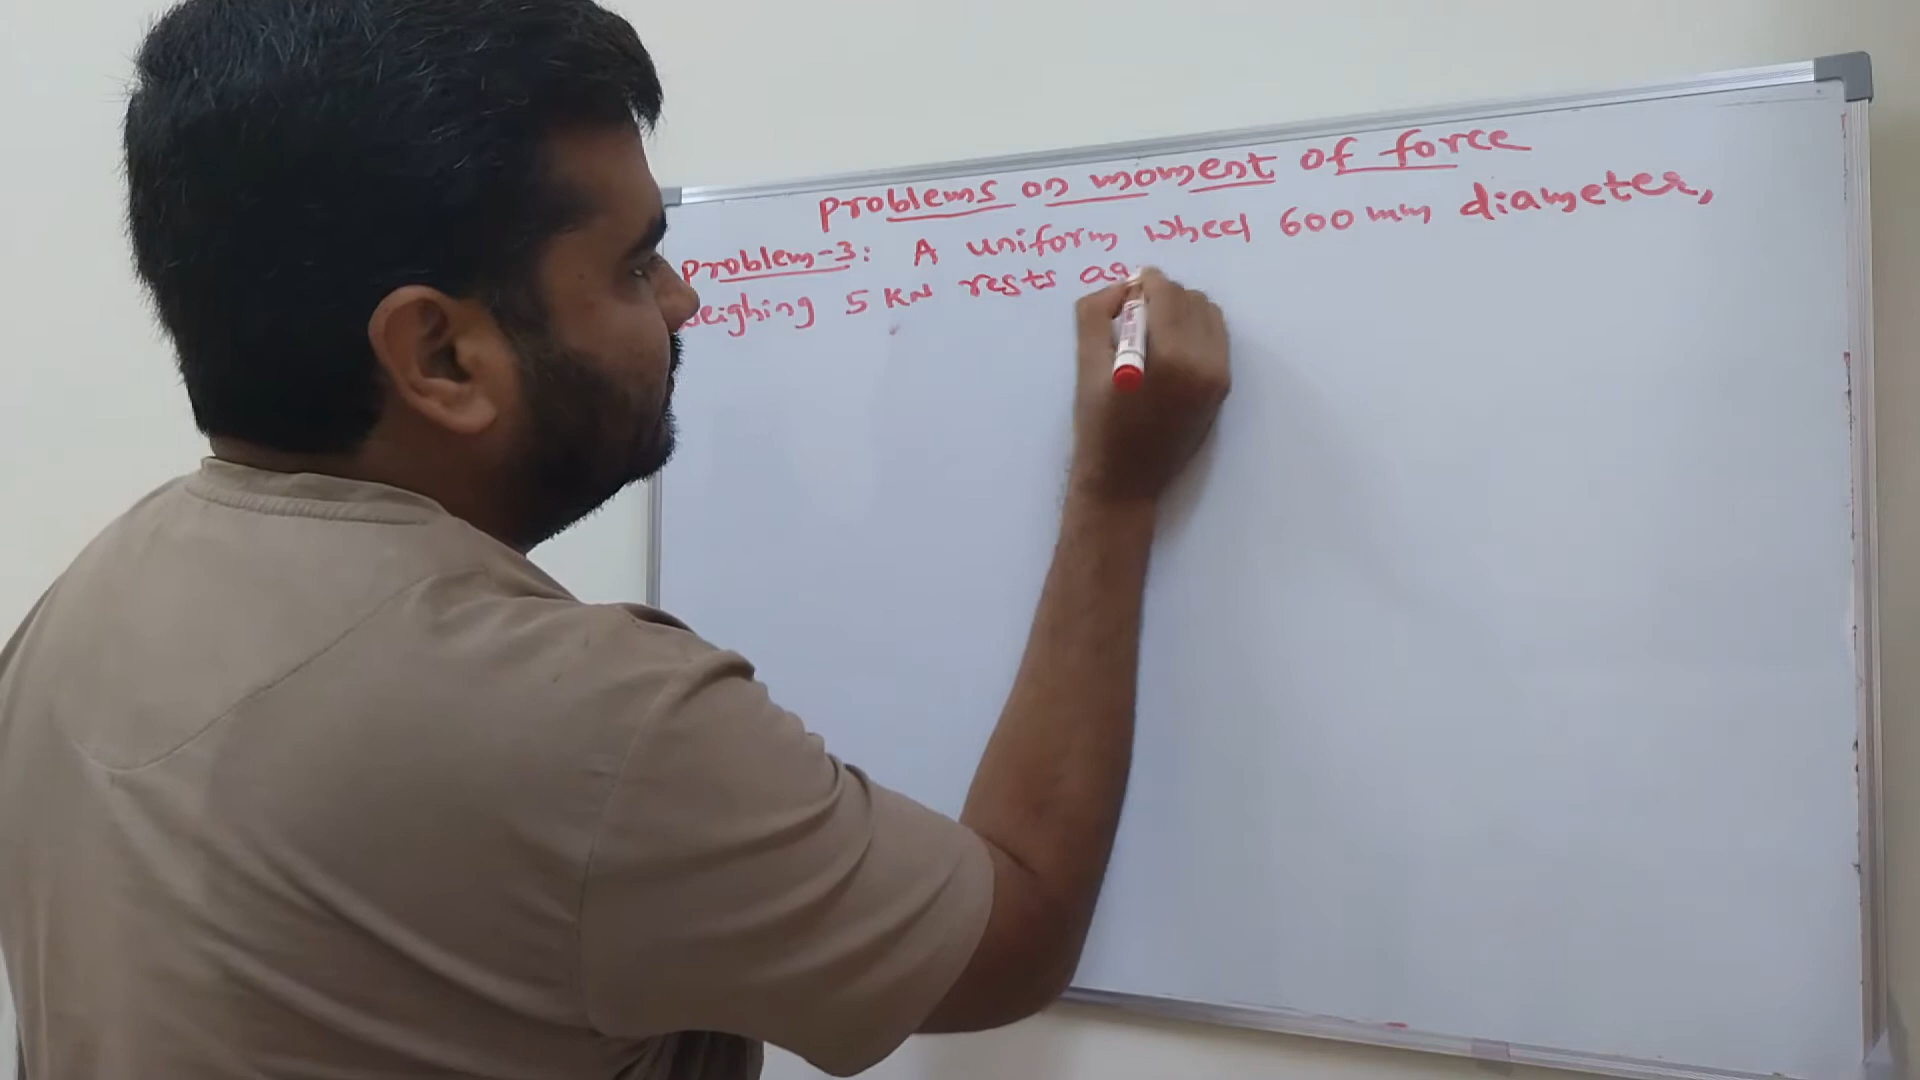 Problems on moment of force
Problem-3: A uniform wheel 600 mm diameter,
weighing 5 KN rests